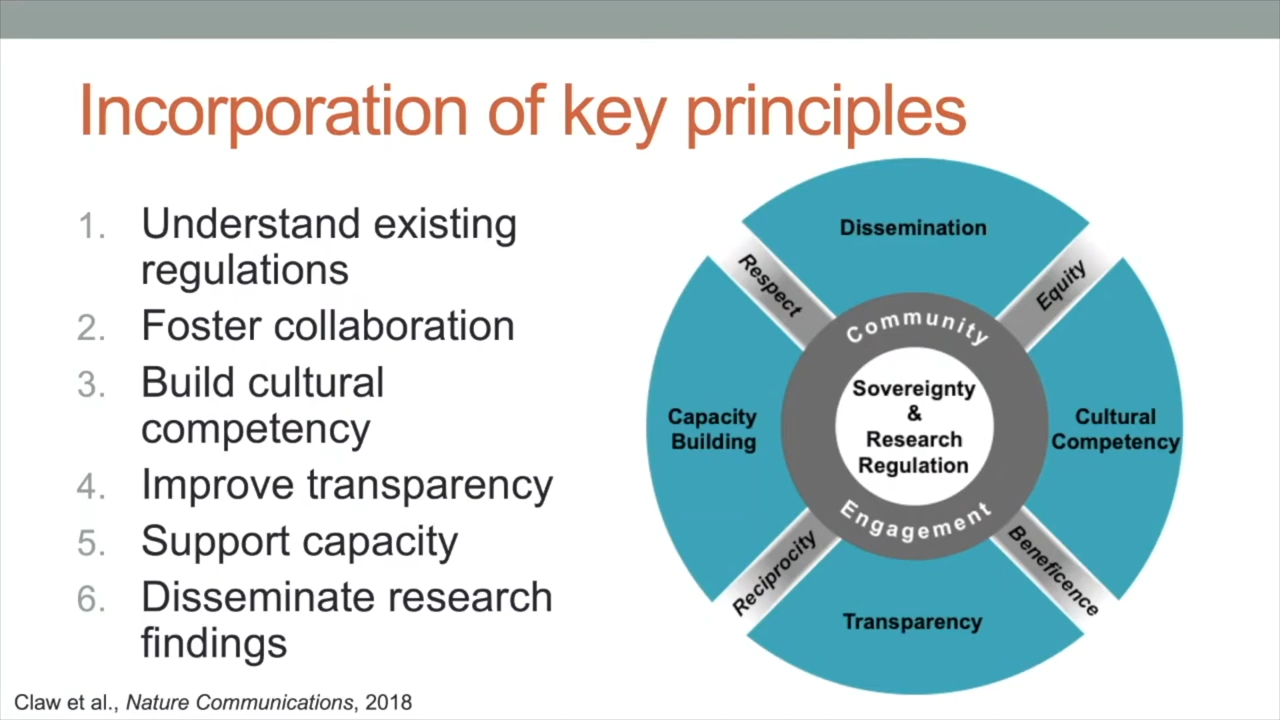 Incorporation of key principles
1. Understand existing
regulations
2. Foster collaboration
3. Build cultural
competency
4. Improve transparency
5. Support capacity
6. Disseminate research
findings
Dissemination
Respect
Equity
Community
Sovereignty
&
Research
Regulation
Capacity
Building
Cultural
Competency
Engagement
Reciprocity
Beneficence
Transparency
Claw et al., Nature Communications, 2018